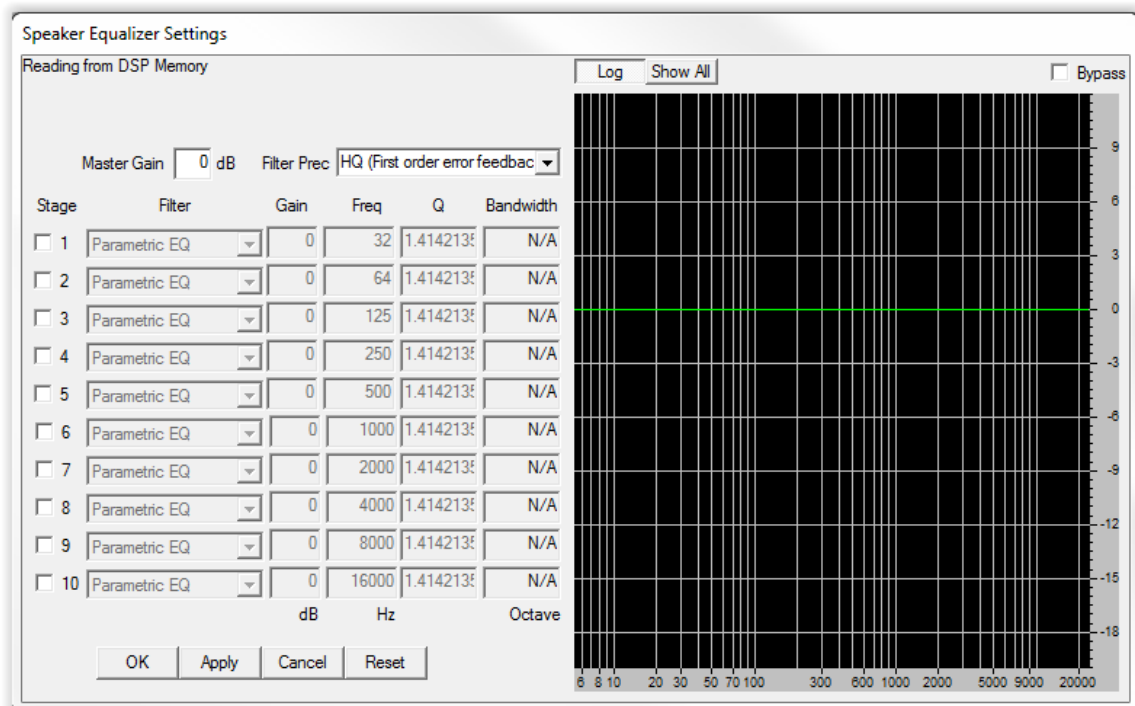 Speaker Equalizer Settings
Reading from DSP Memory
Log Show All Bypass
Master Gain 0 dB Filter Prec HQ (First order error feedbac
Stage Filter Gain Freq Q Bandwidth
1 Parametric EQ 0 32 1.4142135 N/A
2 Parametric EQ 0 64 1.4142135 N/A
3 Parametric EQ 0 125 1.4142135 N/A
4 Parametric EQ 0 250 1.4142135 N/A
5 Parametric EQ 0 500 1.4142135 N/A
6 Parametric EQ 0 1000 1.4142135 N/A
7 Parametric EQ 0 2000 1.4142135 N/A
8 Parametric EQ 0 4000 1.4142135 N/A
9 Parametric EQ 0 8000 1.4142135 N/A
10 Parametric EQ 0 16000 1.4142135 N/A
dB Hz Octave
OK Apply Cancel Reset
9
6
3
0
-3
-6
-9
-12
-15
-18
6 8 10 20 30 50 70 100 300 600 1000 2000 5000 9000 20000